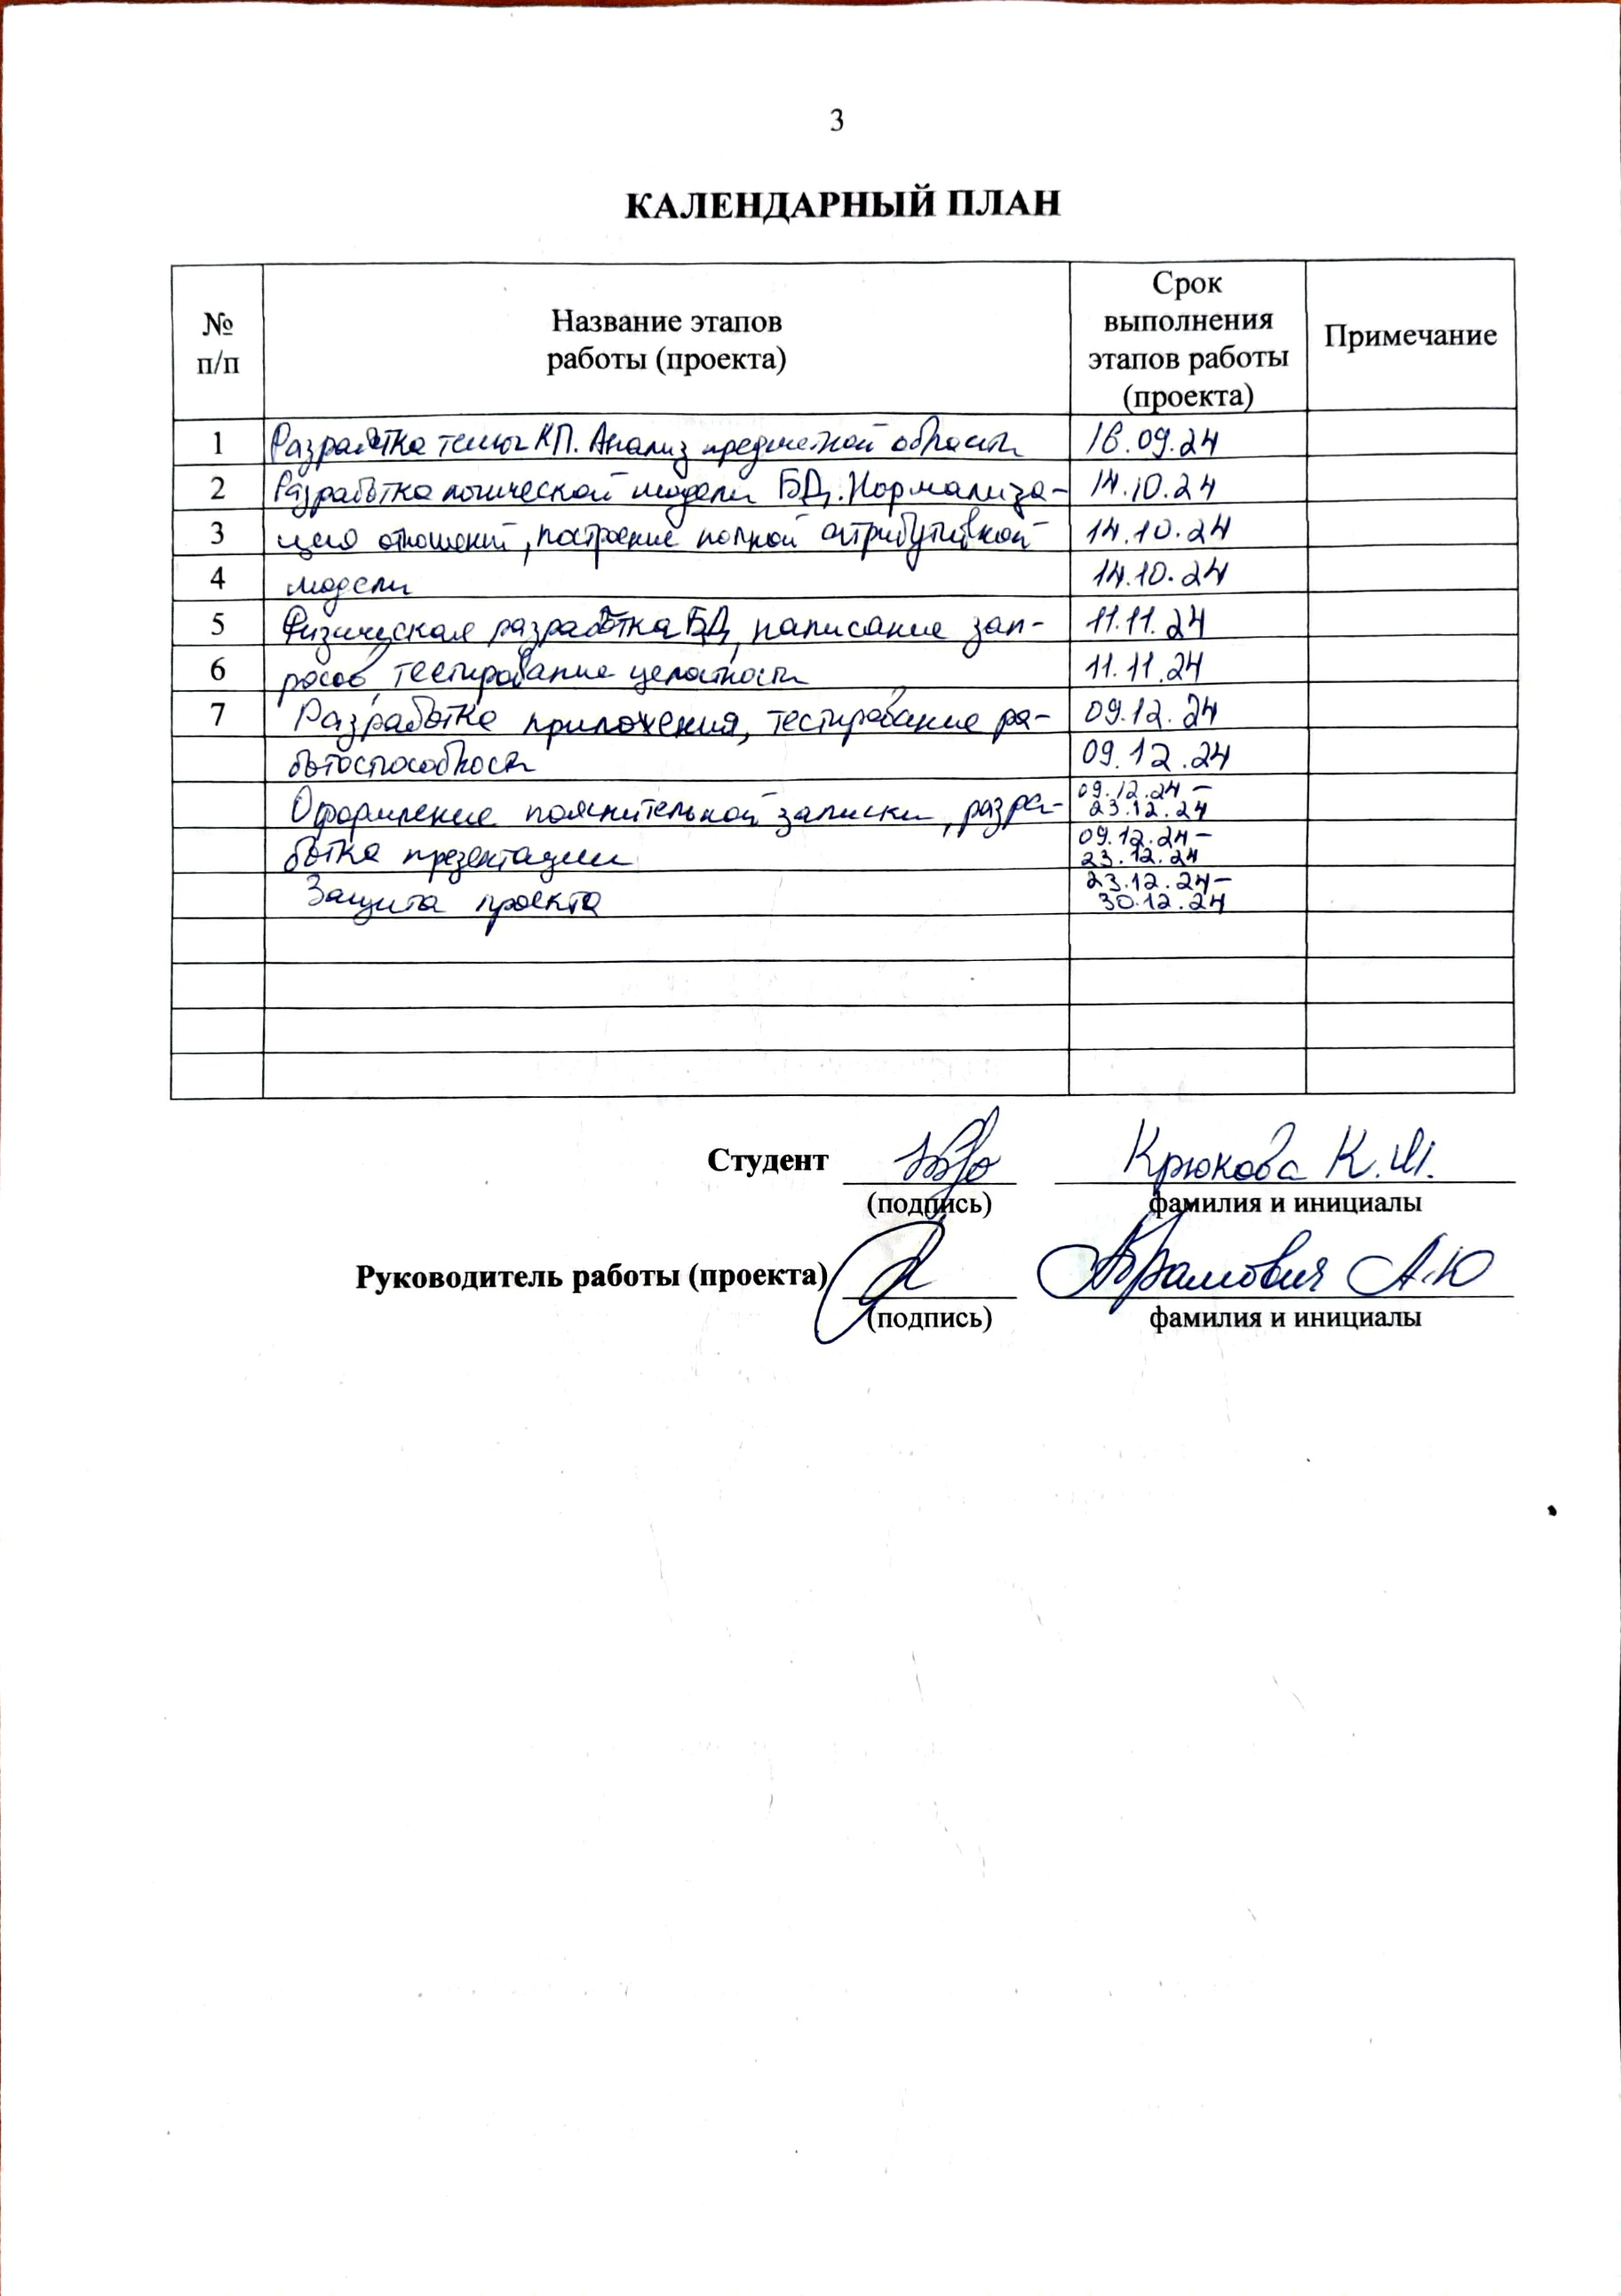 3
КАЛЕНДАРНЫЙ ПЛАН
№ п/п Название этапов работы (проекта) Срок выполнения этапов работы (проекта) Примечание
1 Разработка темы КП. Анализ предметной области 16.09.24
2 Разработка логической модели БД. Нормализа- 14.10.24
3 ция отношений, построение полной атрибутивной 14.10.24
4 модели 14.10.24
5 Физическая разработка БД, написание зап- 11.11.24
6 росов, тестирование целостности 11.11.24
7 Разработка приложения, тестирование ра- 09.12.24
ботоспособности 09.12.24
Оформление пояснительной записки, разра- 09.12.24 – 23.12.24
ботка презентации 09.12.24 – 23.12.24
Защита проекта 23.12.24 – 30.12.24
Студент Крюкова К.М.
(подпись) фамилия и инициалы
Руководитель работы (проекта) Абрамович А.Ю
(подпись) фамилия и инициалы